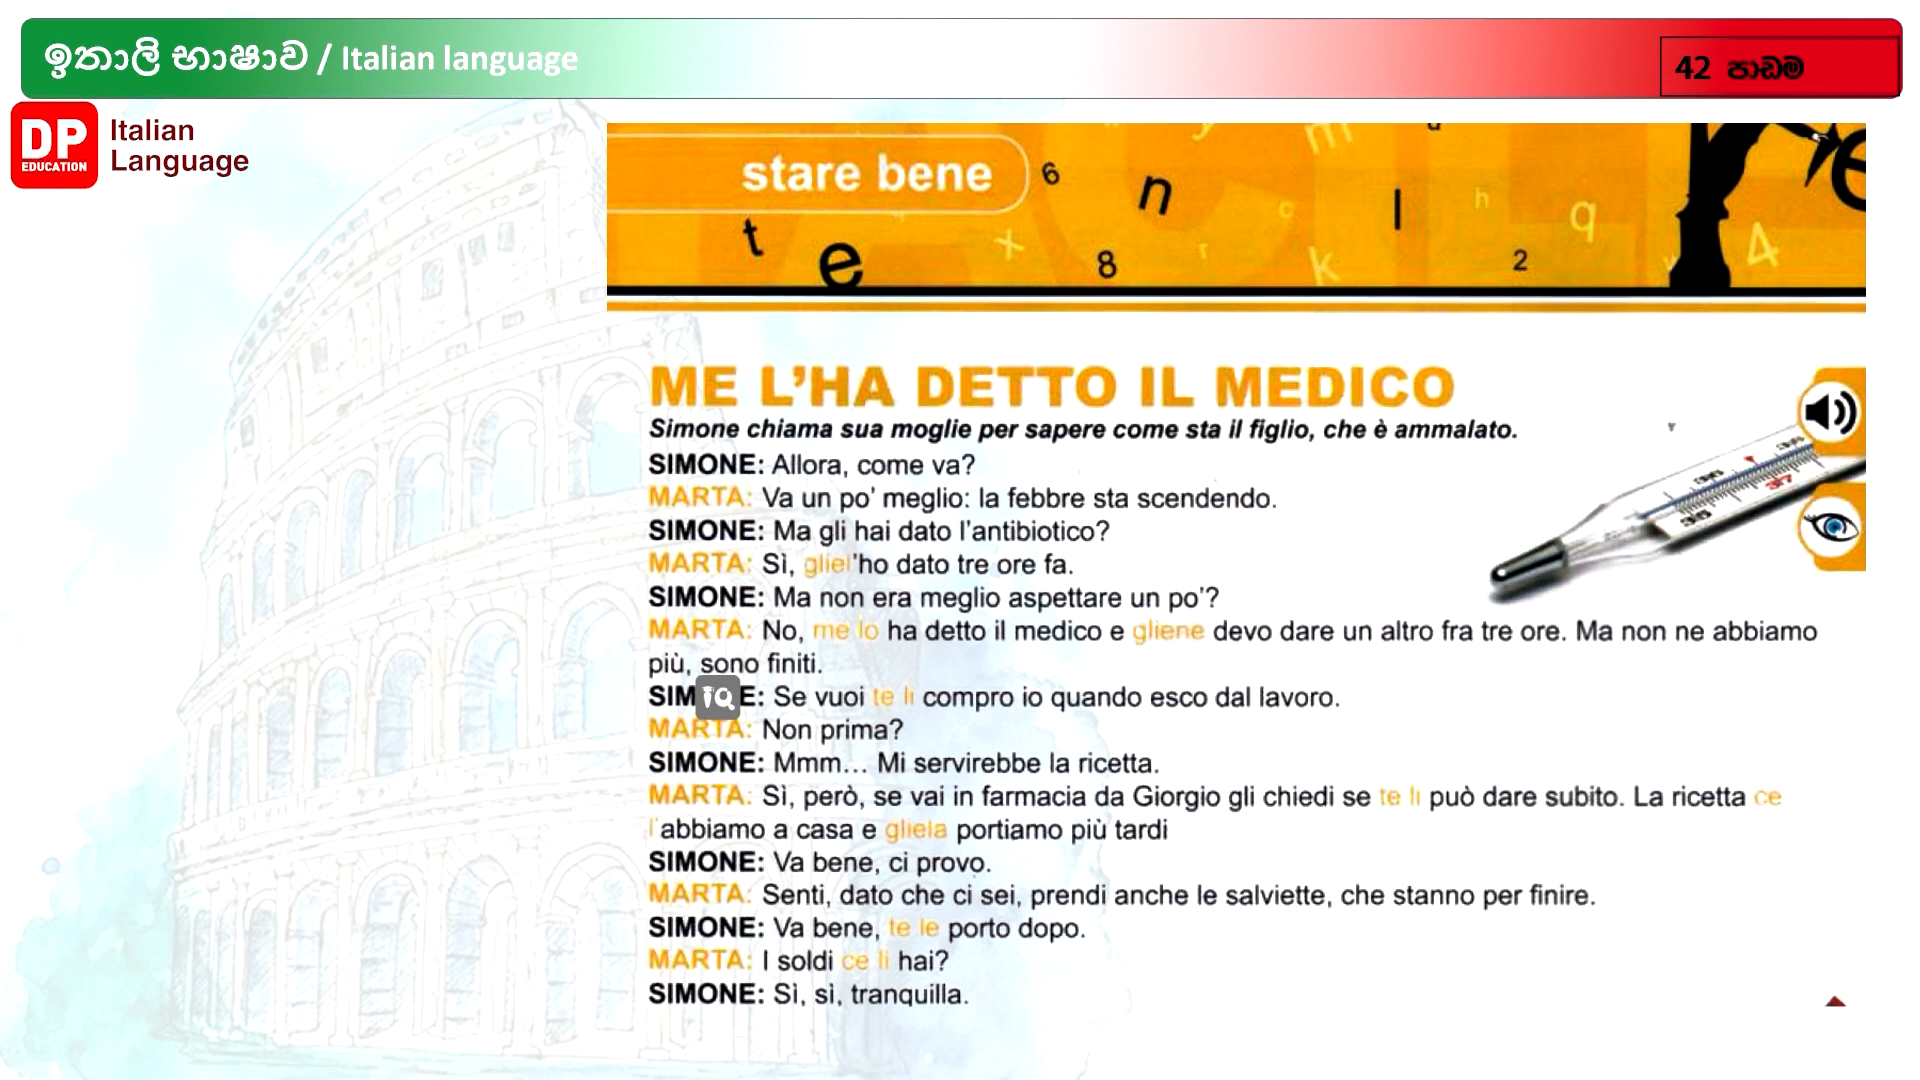 ඉතාලි භාෂාව / Italian language
42 පාඩම
DP
EDUCATION
Italian
Language
stare bene
ME L'HA DETTO IL MEDICO
Simone chiama sua moglie per sapere come sta il figlio, che è ammalato.
SIMONE: Allora, come va?
MARTA: Va un po' meglio: la febbre sta scendendo.
SIMONE: Ma gli hai dato l'antibiotico?
MARTA: Sì, gliel'ho dato tre ore fa.
SIMONE: Ma non era meglio aspettare un po'?
MARTA: No, me lo ha detto il medico e gliene devo dare un altro fra tre ore. Ma non ne abbiamo
più, sono finiti.
SIM E: Se vuoi te li compro io quando esco dal lavoro.
MARTA: Non prima?
SIMONE: Mmm... Mi servirebbe la ricetta.
MARTA: Sì, però, se vai in farmacia da Giorgio gli chiedi se te li può dare subito. La ricetta ce
l'abbiamo a casa e gliela portiamo più tardi
SIMONE: Va bene, ci provo.
MARTA: Senti, dato che ci sei, prendi anche le salviette, che stanno per finire.
SIMONE: Va bene, te le porto dopo.
MARTA: I soldi ce li hai?
SIMONE: Sì, sì, tranquilla.